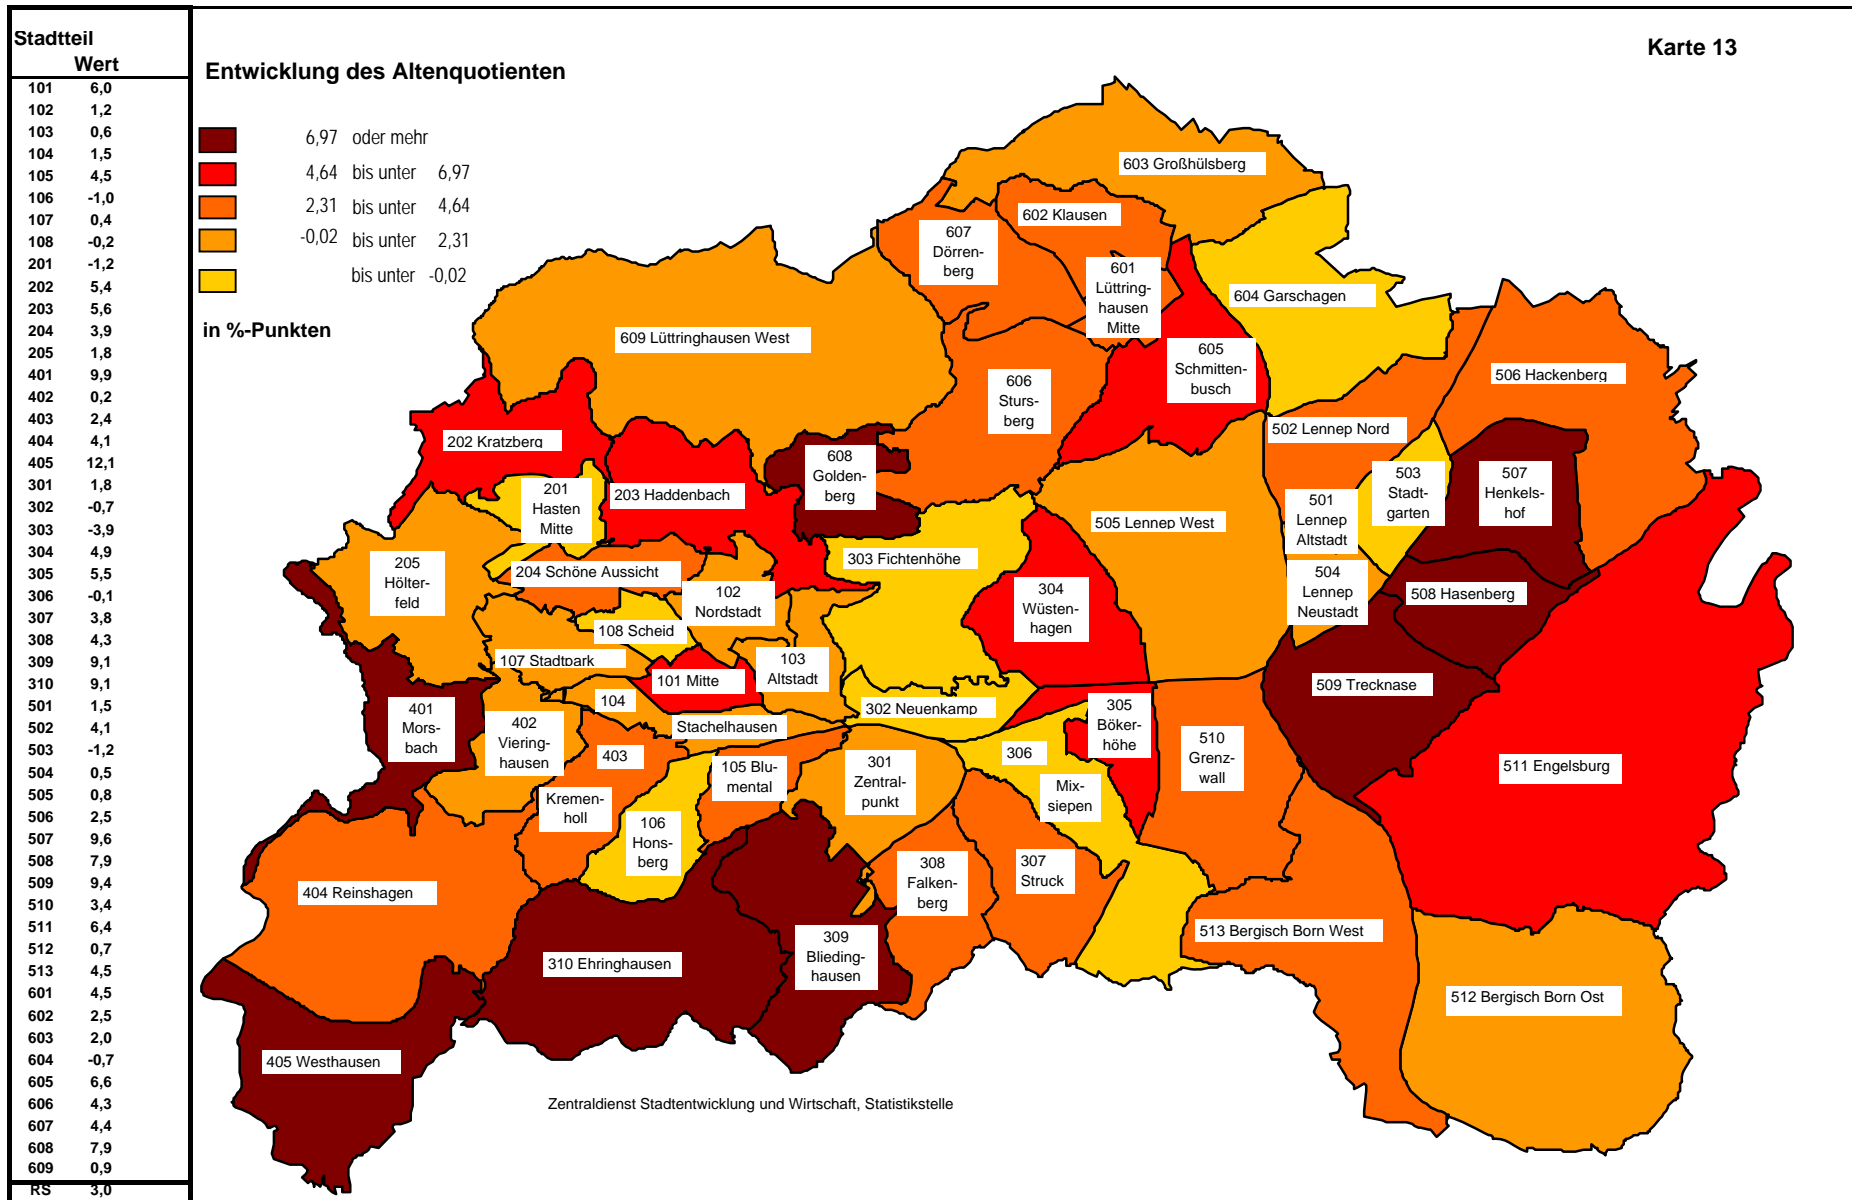 Stadtteil
Wert
101 6,0
102 1,2
103 0,6
104 1,5
105 4,5
106 -1,0
107 0,4
108 -0,2
201 -1,2
202 5,4
203 5,6
204 3,9
205 1,8
401 9,9
402 0,2
403 2,4
404 4,1
405 12,1
301 1,8
302 -0,7
303 -3,9
304 4,9
305 5,5
306 -0,1
307 3,8
308 4,3
309 9,1
310 9,1
501 1,5
502 4,1
503 -1,2
504 0,5
505 0,8
506 2,5
507 9,6
508 7,9
509 9,4
510 3,4
511 6,4
512 0,7
513 4,5
601 4,5
602 2,5
603 2,0
604 -0,7
605 6,6
606 4,3
607 4,4
608 7,9
609 0,9
RS 3,0
Karte 13
Entwicklung des Altenquotienten
6,97 oder mehr
4,64 bis unter 6,97
2,31 bis unter 4,64
-0,02 bis unter 2,31
bis unter -0,02
in %-Punkten
603 Großhülsberg
602 Klausen
607
Dörren-
berg
601
Lüttring-
hausen
Mitte
604 Garschagen
609 Lüttringhausen West
605
Schmitten-
busch
606
Sturs-
berg
506 Hackenberg
502 Lennep Nord
202 Kratzberg
608
Golden-
berg
201
Hasten
Mitte
203 Haddenbach
503
Stadt-
garten
507
Henkels-
hof
501
Lennep
Altstadt
505 Lennep West
303 Fichtenhöhe
205
Hölter-
feld
204 Schöne Aussicht
102
Nordstadt
304
Wüsten-
hagen
504
Lennep
Neustadt
508 Hasenberg
108 Scheid
107 Stadtpark
103
Altstadt
101 Mitte
509 Trecknase
104
Stachelhausen
302 Neuenkamp
401
Mors-
bach
402
Viering-
hausen
305
Böker-
höhe
403
Kremen-
holl
105 Blu-
mental
301
Zentral-
punkt
306
Mix-
siepen
510
Grenz-
wall
511 Engelsburg
106
Hons-
berg
404 Reinshagen
308
Falken-
berg
307
Struck
513 Bergisch Born West
309
Blieding-
hausen
310 Ehringhausen
512 Bergisch Born Ost
405 Westhausen
Zentraldienst Stadtentwicklung und Wirtschaft, Statistikstelle